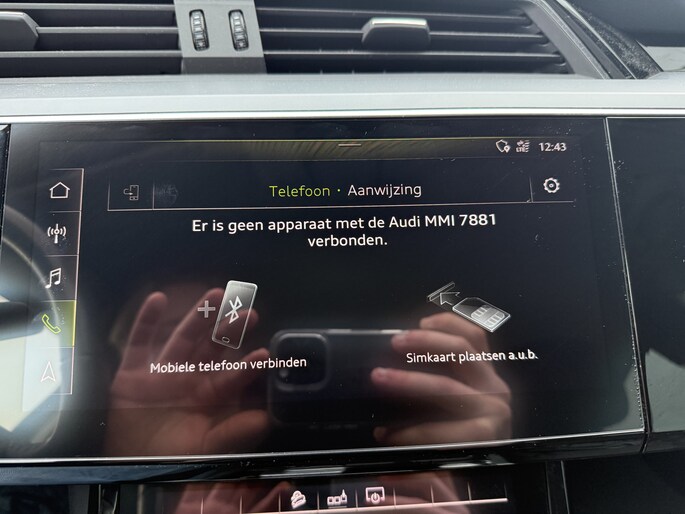 LTE 12:43
Telefoon · Aanwijzing
Er is geen apparaat met de Audi MMI 7881
verbonden.
Mobiele telefoon verbinden
Simkaart plaatsen a.u.b.